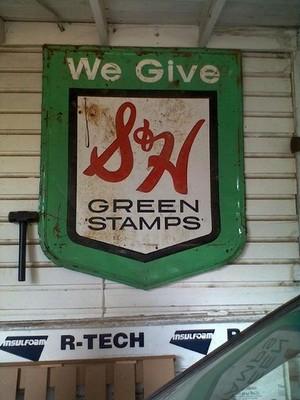 We Give
S&H
GREEN
STAMPS
INSULFOAM R-TECH INSULFOAM R